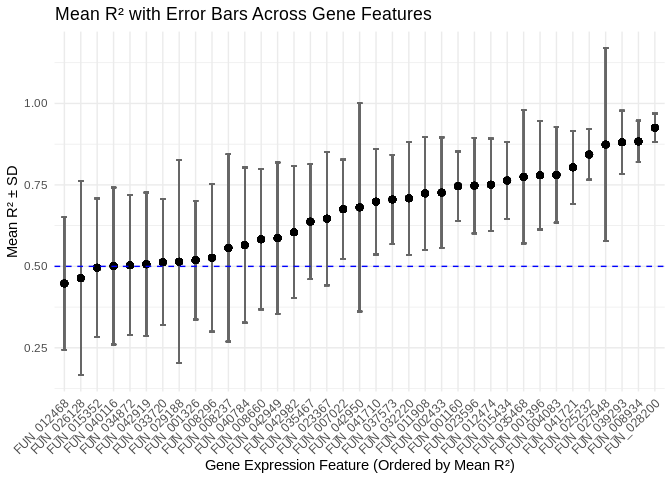 Mean R² with Error Bars Across Gene Features
Mean R² ± SD
1.00
0.75
0.50
0.25
FUN_012468
FUN_026128
FUN_015352
FUN_040116
FUN_034872
FUN_042919
FUN_033720
FUN_029188
FUN_001326
FUN_008296
FUN_008237
FUN_040784
FUN_008660
FUN_042949
FUN_042982
FUN_035467
FUN_023367
FUN_007022
FUN_042950
FUN_041710
FUN_037573
FUN_032220
FUN_011908
FUN_002433
FUN_001160
FUN_023596
FUN_012474
FUN_015434
FUN_035468
FUN_001396
FUN_004083
FUN_041721
FUN_025232
FUN_027948
FUN_039293
FUN_008934
FUN_028200
Gene Expression Feature (Ordered by Mean R²)